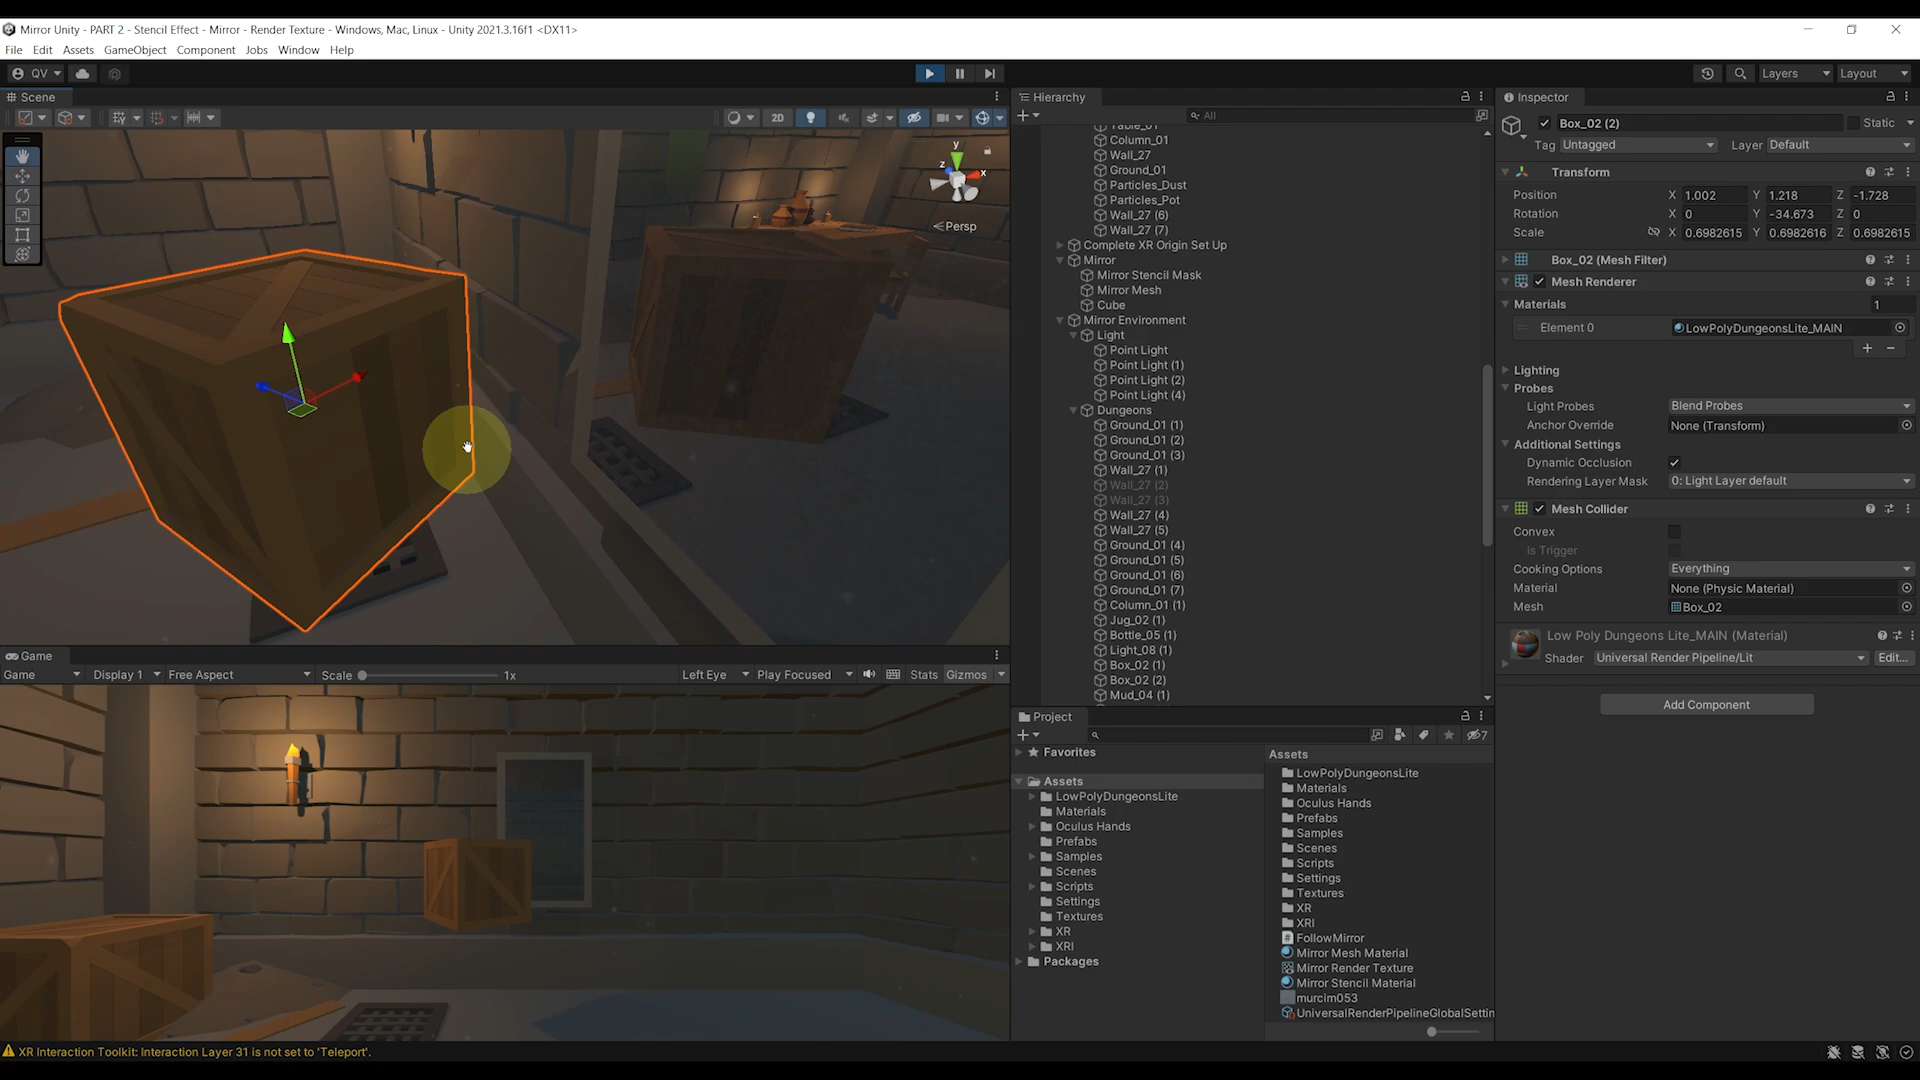 Mirror Unity - PART 2 - Stencil Effect - Mirror - Render Texture - Windows, Mac, Linux - Unity 2021.3.16f1 <DX11>
File Edit Assets GameObject Component Jobs Window Help
QV Layers Layout
Scene
2D
y
z
x
Persp
Game
Game Display 1 Free Aspect Scale 1x Left Eye Play Focused Stats Gizmos
Hierarchy
All
Table_01
Column_01
Wall_27
Ground_01
Particles_Dust
Particles_Pot
Wall_27 (6)
Wall_27 (7)
Complete XR Origin Set Up
Mirror
Mirror Stencil Mask
Mirror Mesh
Cube
Mirror Environment
Light
Point Light
Point Light (1)
Point Light (2)
Point Light (4)
Dungeons
Ground_01 (1)
Ground_01 (2)
Ground_01 (3)
Wall_27 (1)
Wall_27 (2)
Wall_27 (3)
Wall_27 (4)
Wall_27 (5)
Ground_01 (4)
Ground_01 (5)
Ground_01 (6)
Ground_01 (7)
Column_01 (1)
Jug_02 (1)
Bottle_05 (1)
Light_08 (1)
Box_02 (1)
Box_02 (2)
Mud_04 (1)
Project
7
Favorites
Assets
LowPolyDungeonsLite
Materials
Oculus Hands
Prefabs
Samples
Scenes
Scripts
Settings
Textures
XR
XRI
Packages
Assets
LowPolyDungeonsLite
Materials
Oculus Hands
Prefabs
Samples
Scenes
Scripts
Settings
Textures
XR
XRI
FollowMirror
Mirror Mesh Material
Mirror Render Texture
Mirror Stencil Material
murcim053
UniversalRenderPipelineGlobalSettin
Inspector
Box_02 (2) Static
Tag Untagged Layer Default
Transform
Position X 1.002 Y 1.218 Z -1.728
Rotation X 0 Y -34.673 Z 0
Scale X 0.6982615 Y 0.6982616 Z 0.6982615
Box_02 (Mesh Filter)
Mesh Renderer
Materials 1
Element 0 LowPolyDungeonsLite_MAIN
+ −
Lighting
Probes
Light Probes Blend Probes
Anchor Override None (Transform)
Additional Settings
Dynamic Occlusion
Rendering Layer Mask 0: Light Layer default
Mesh Collider
Convex
Is Trigger
Cooking Options Everything
Material None (Physic Material)
Mesh Box_02
Low Poly Dungeons Lite_MAIN (Material)
Shader Universal Render Pipeline/Lit Edit...
Add Component
XR Interaction Toolkit: Interaction Layer 31 is not set to 'Teleport'.